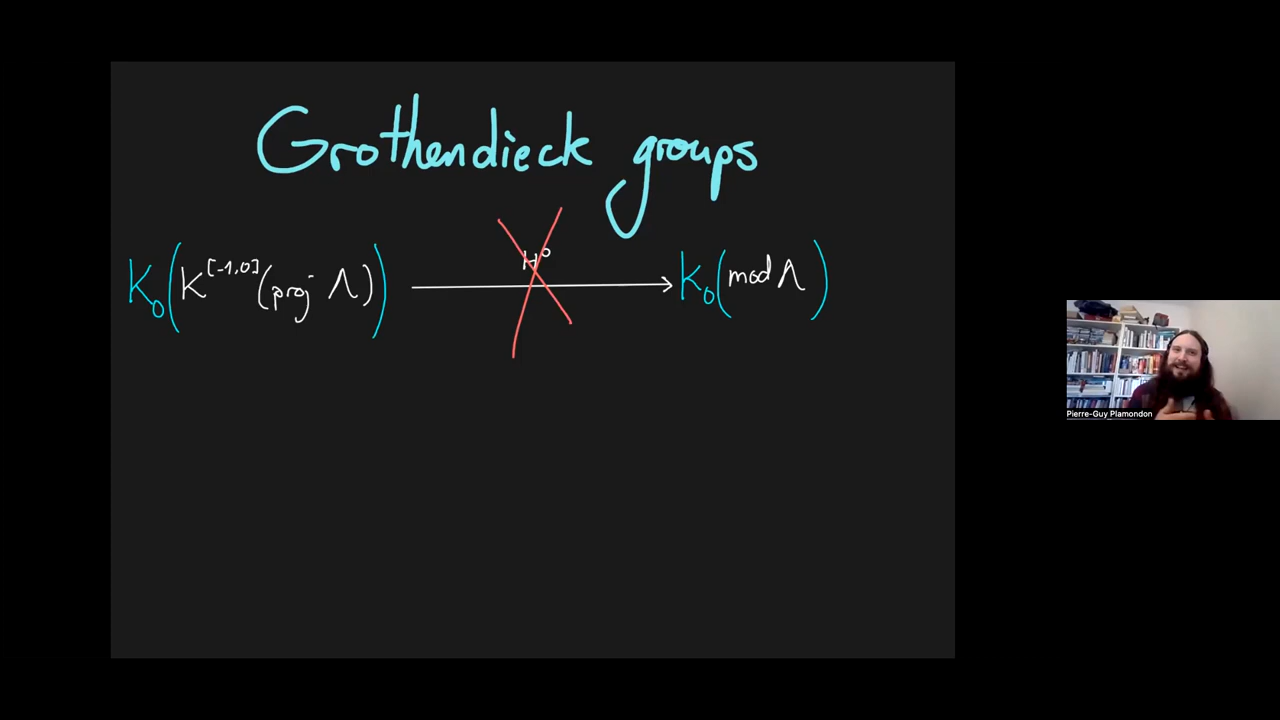 Grothendieck groups
K₀(K^[-1,0](proj Λ)) H⁰ → K₀(mod Λ)
Pierre-Guy Plamondon